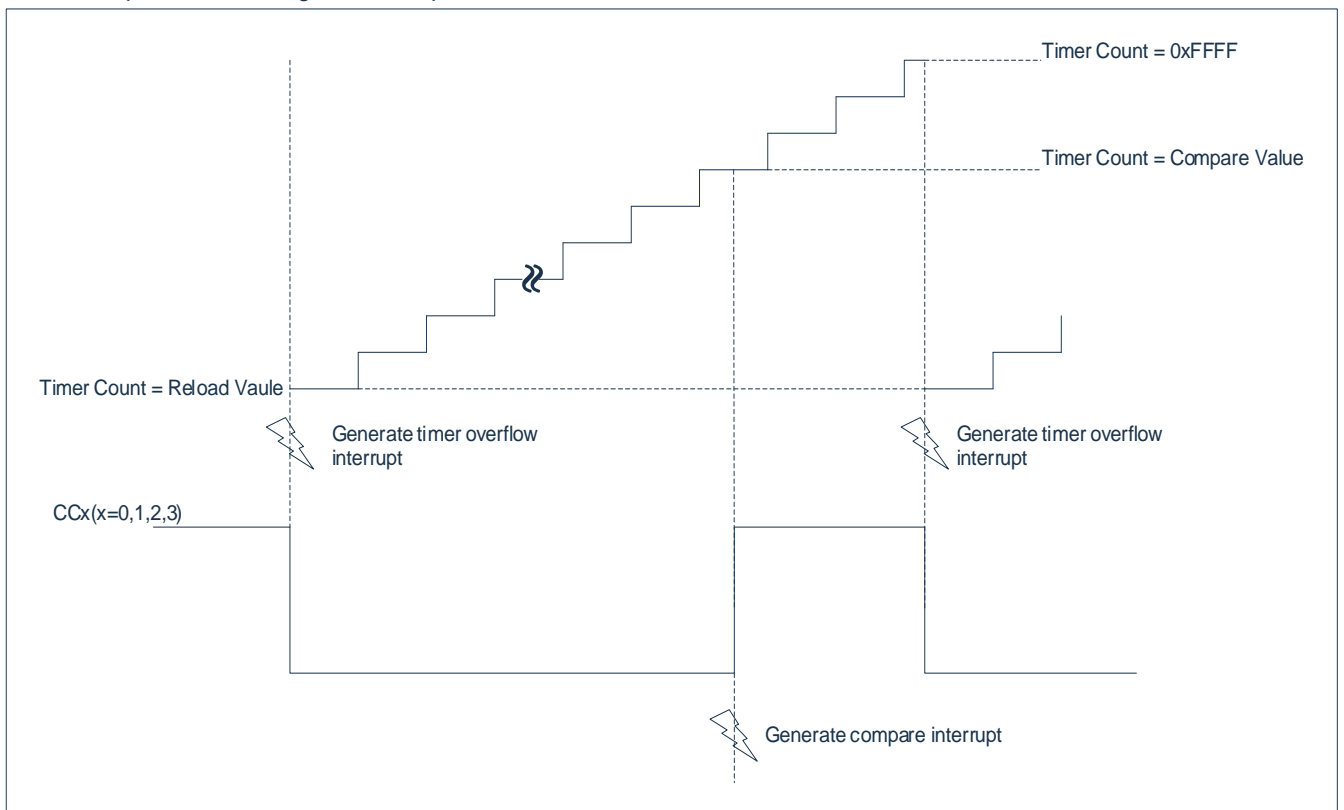 Timer Count = 0xFFFF
Timer Count = Compare Value
Timer Count = Reload Vaule
Generate timer overflow
interrupt
Generate timer overflow
interrupt
CCx(x=0,1,2,3)
Generate compare interrupt